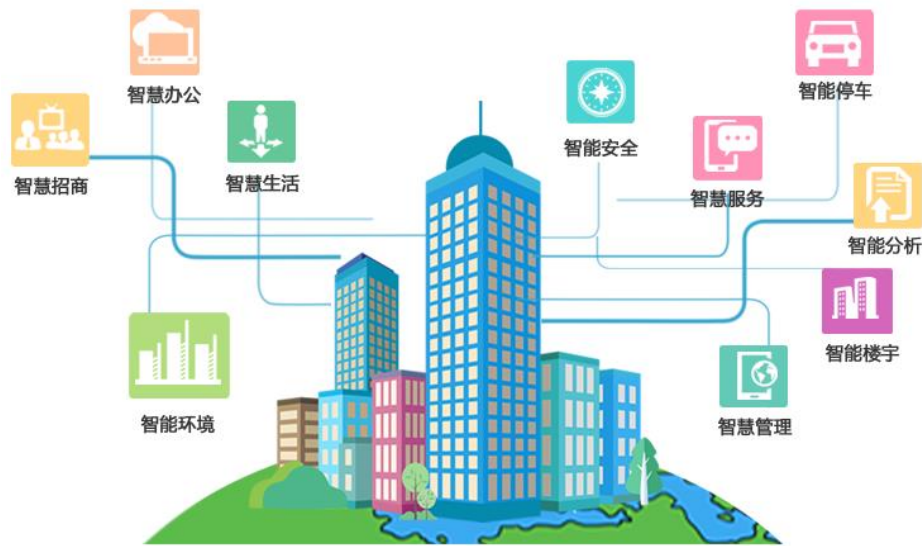 智慧办公
智能停车
智慧招商
智慧生活
智能安全
智慧服务
智能分析
智能环境
智能楼宇
智慧管理